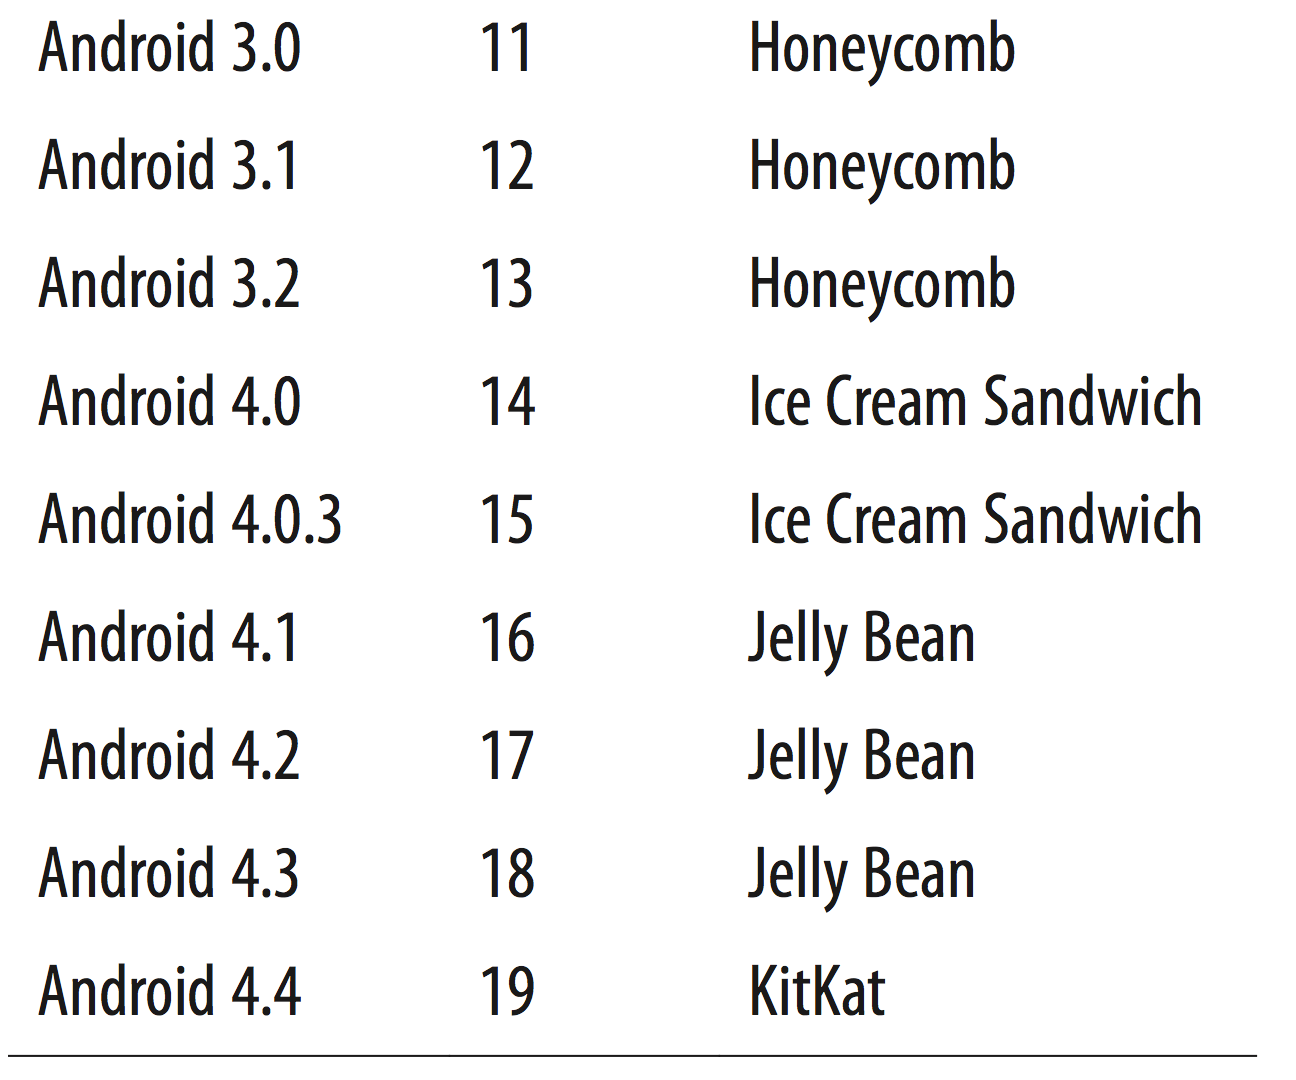 Android 3.0 11 Honeycomb
Android 3.1 12 Honeycomb
Android 3.2 13 Honeycomb
Android 4.0 14 Ice Cream Sandwich
Android 4.0.3 15 Ice Cream Sandwich
Android 4.1 16 Jelly Bean
Android 4.2 17 Jelly Bean
Android 4.3 18 Jelly Bean
Android 4.4 19 KitKat